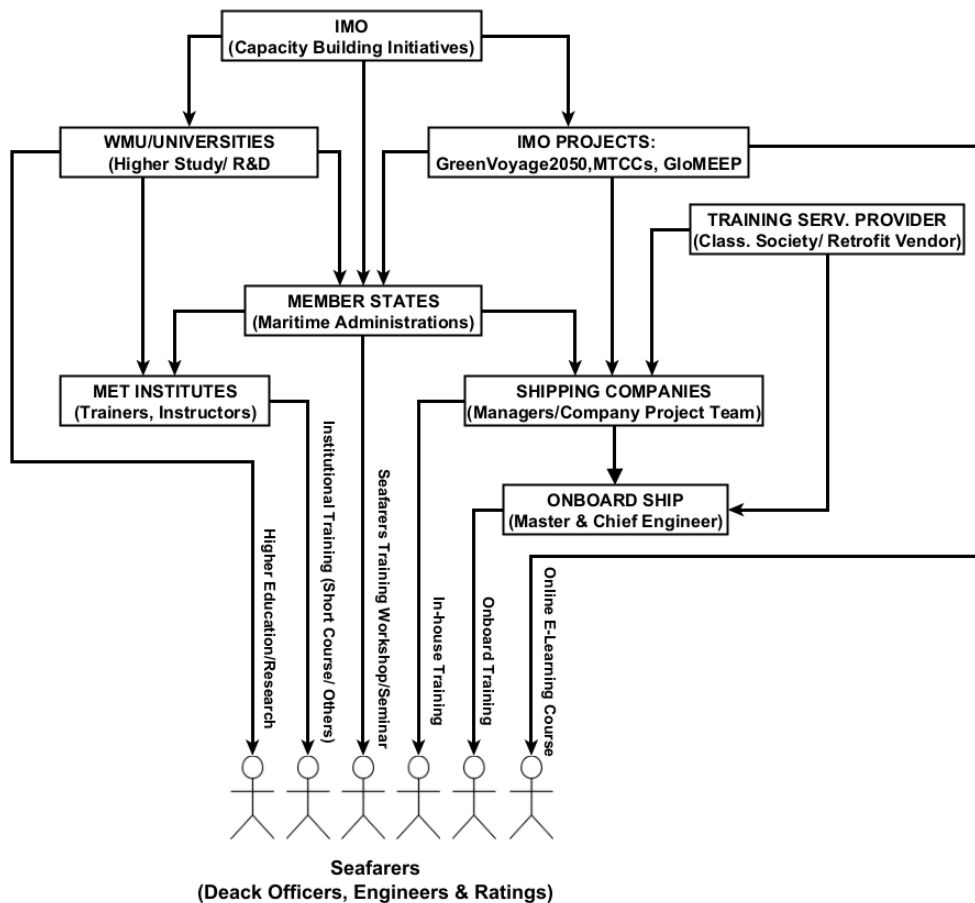 IMO
(Capacity Building Initiatives)
WMU/UNIVERSITIES
(Higher Study/ R&D
IMO PROJECTS:
GreenVoyage2050,MTCCs, GloMEEP
TRAINING SERV. PROVIDER
(Class. Society/ Retrofit Vendor)
MEMBER STATES
(Maritime Administrations)
MET INSTITUTES
(Trainers, Instructors)
SHIPPING COMPANIES
(Managers/Company Project Team)
ONBOARD SHIP
(Master & Chief Engineer)
Higher Education/Research
Institutional Training (Short Course/ Others)
Seafarers Training Workshop/Seminar
In-house Training
Onboard Training
Online E-Learning Course
Seafarers
(Deack Officers, Engineers & Ratings)